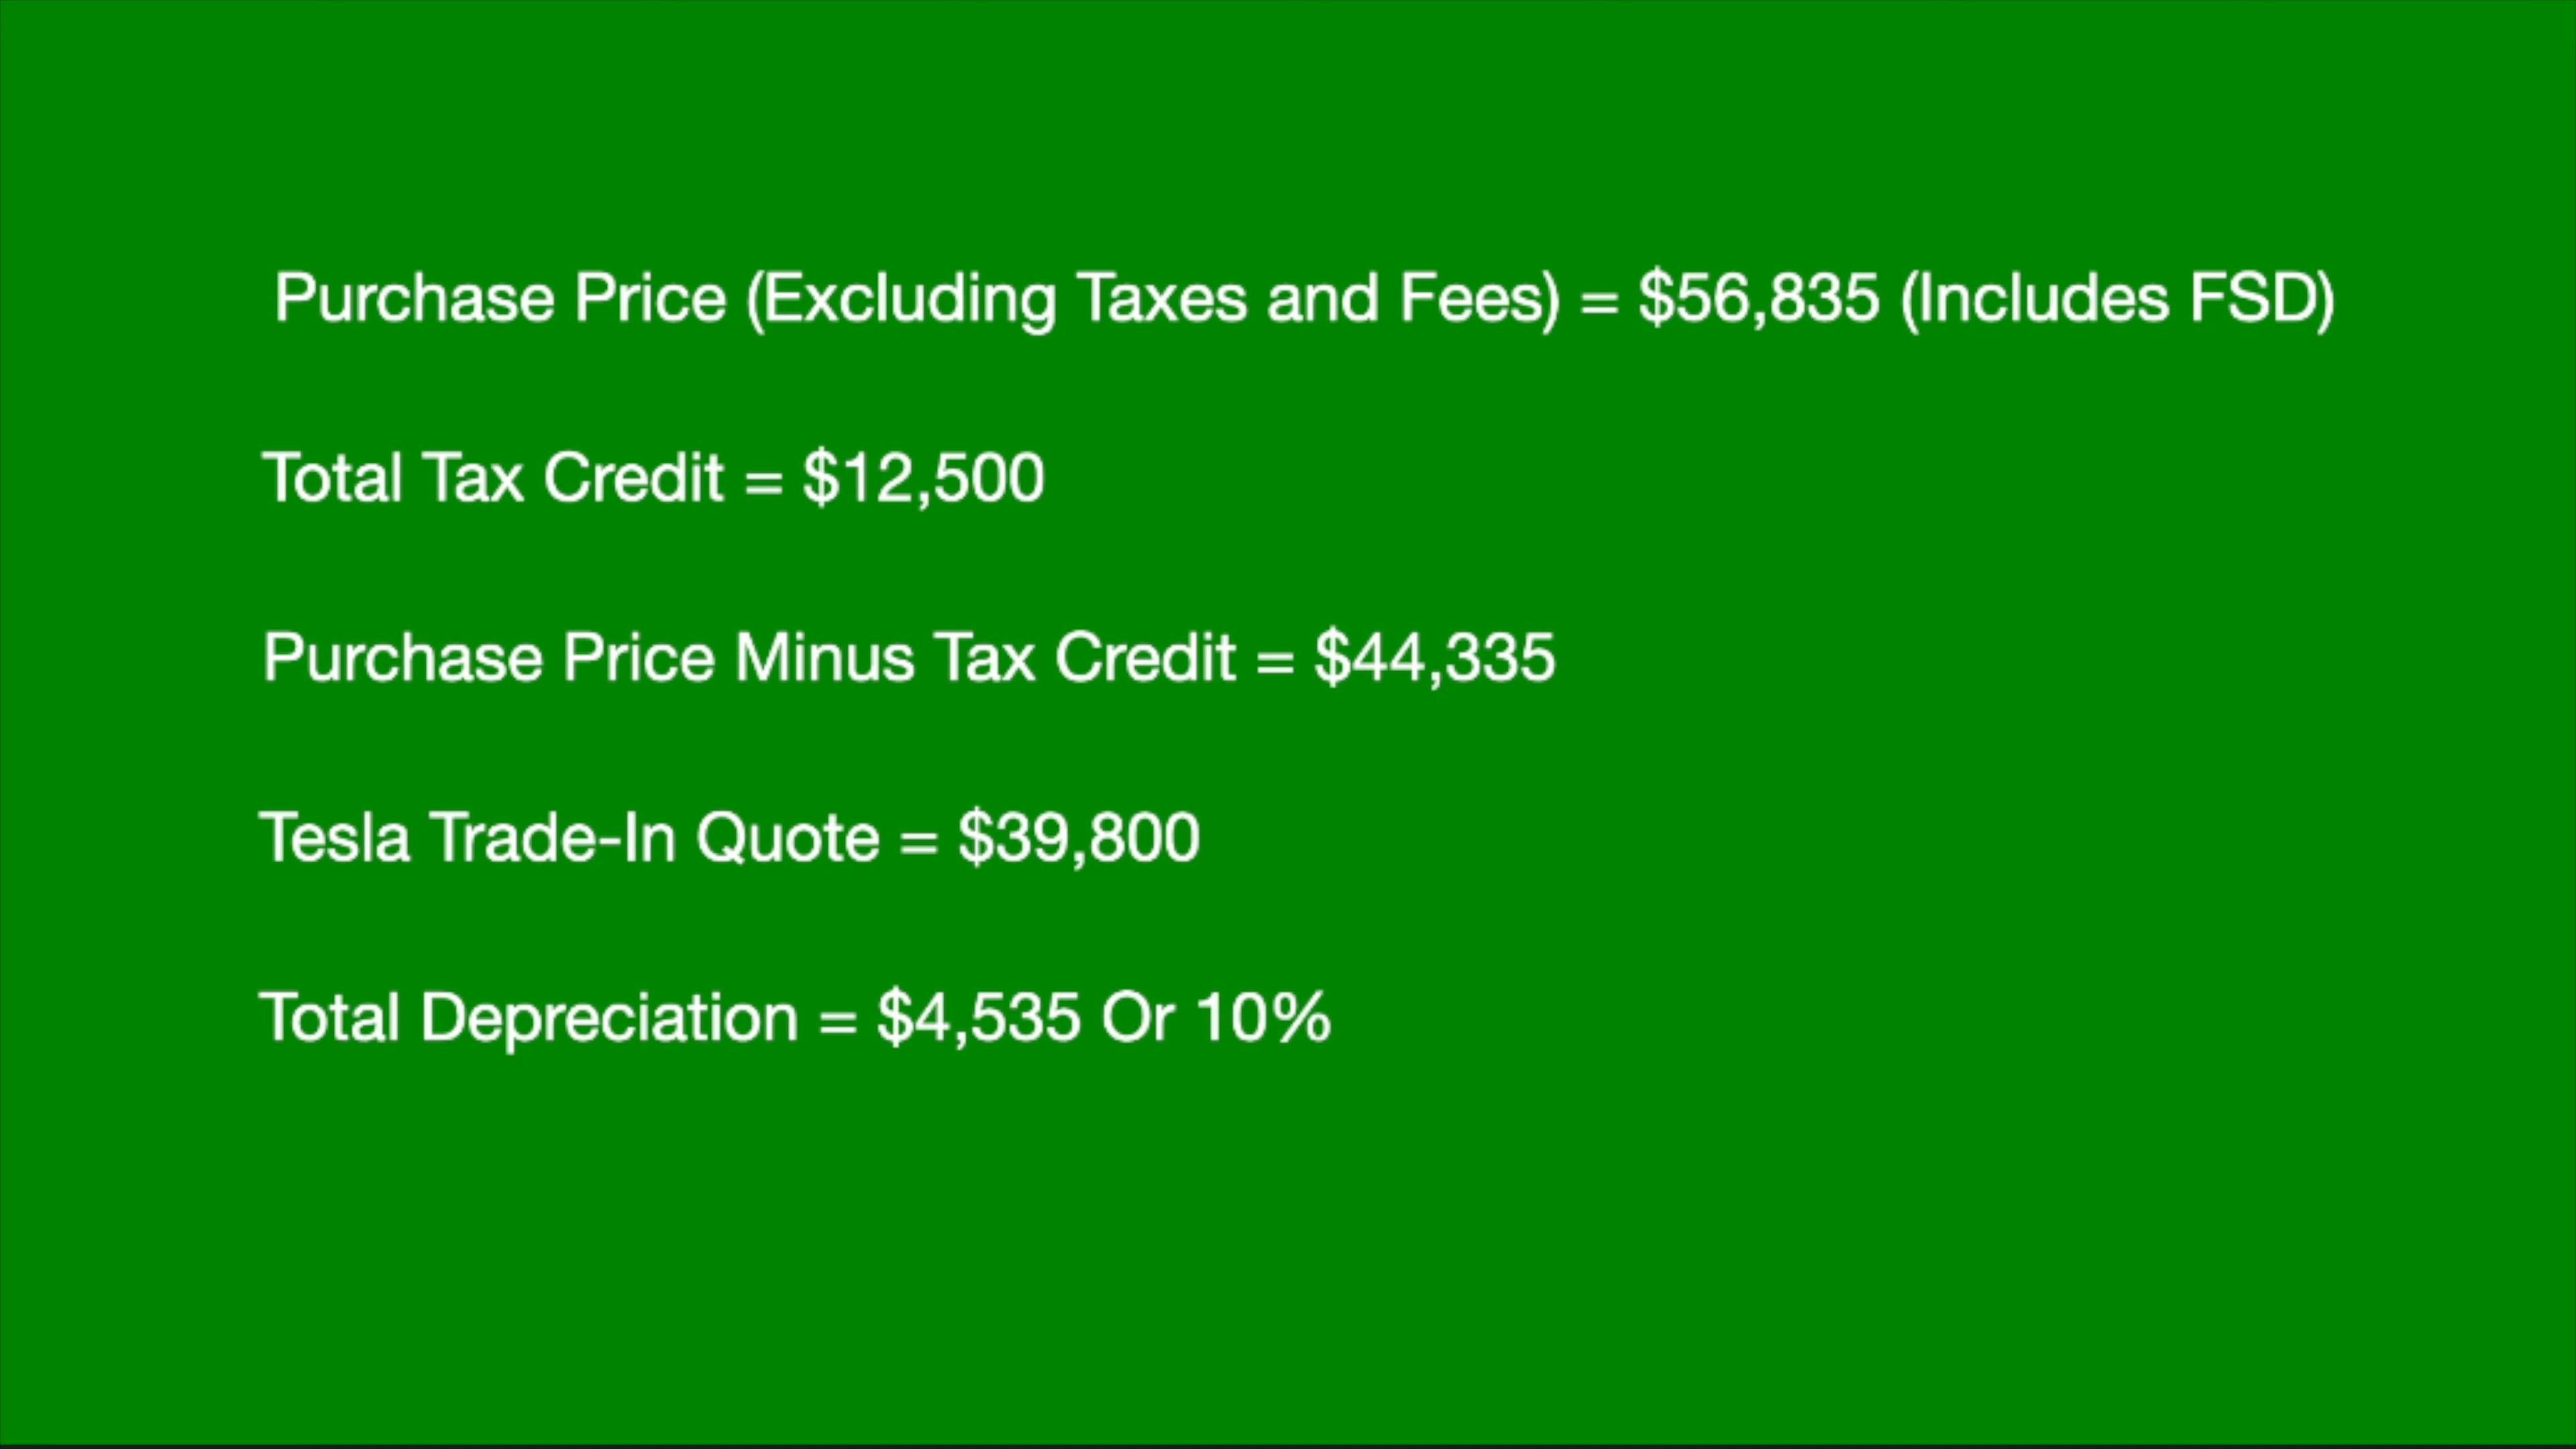 Purchase Price (Excluding Taxes and Fees) = $56,835 (Includes FSD)
Total Tax Credit = $12,500
Purchase Price Minus Tax Credit = $44,335
Tesla Trade-In Quote = $39,800
Total Depreciation = $4,535 Or 10%